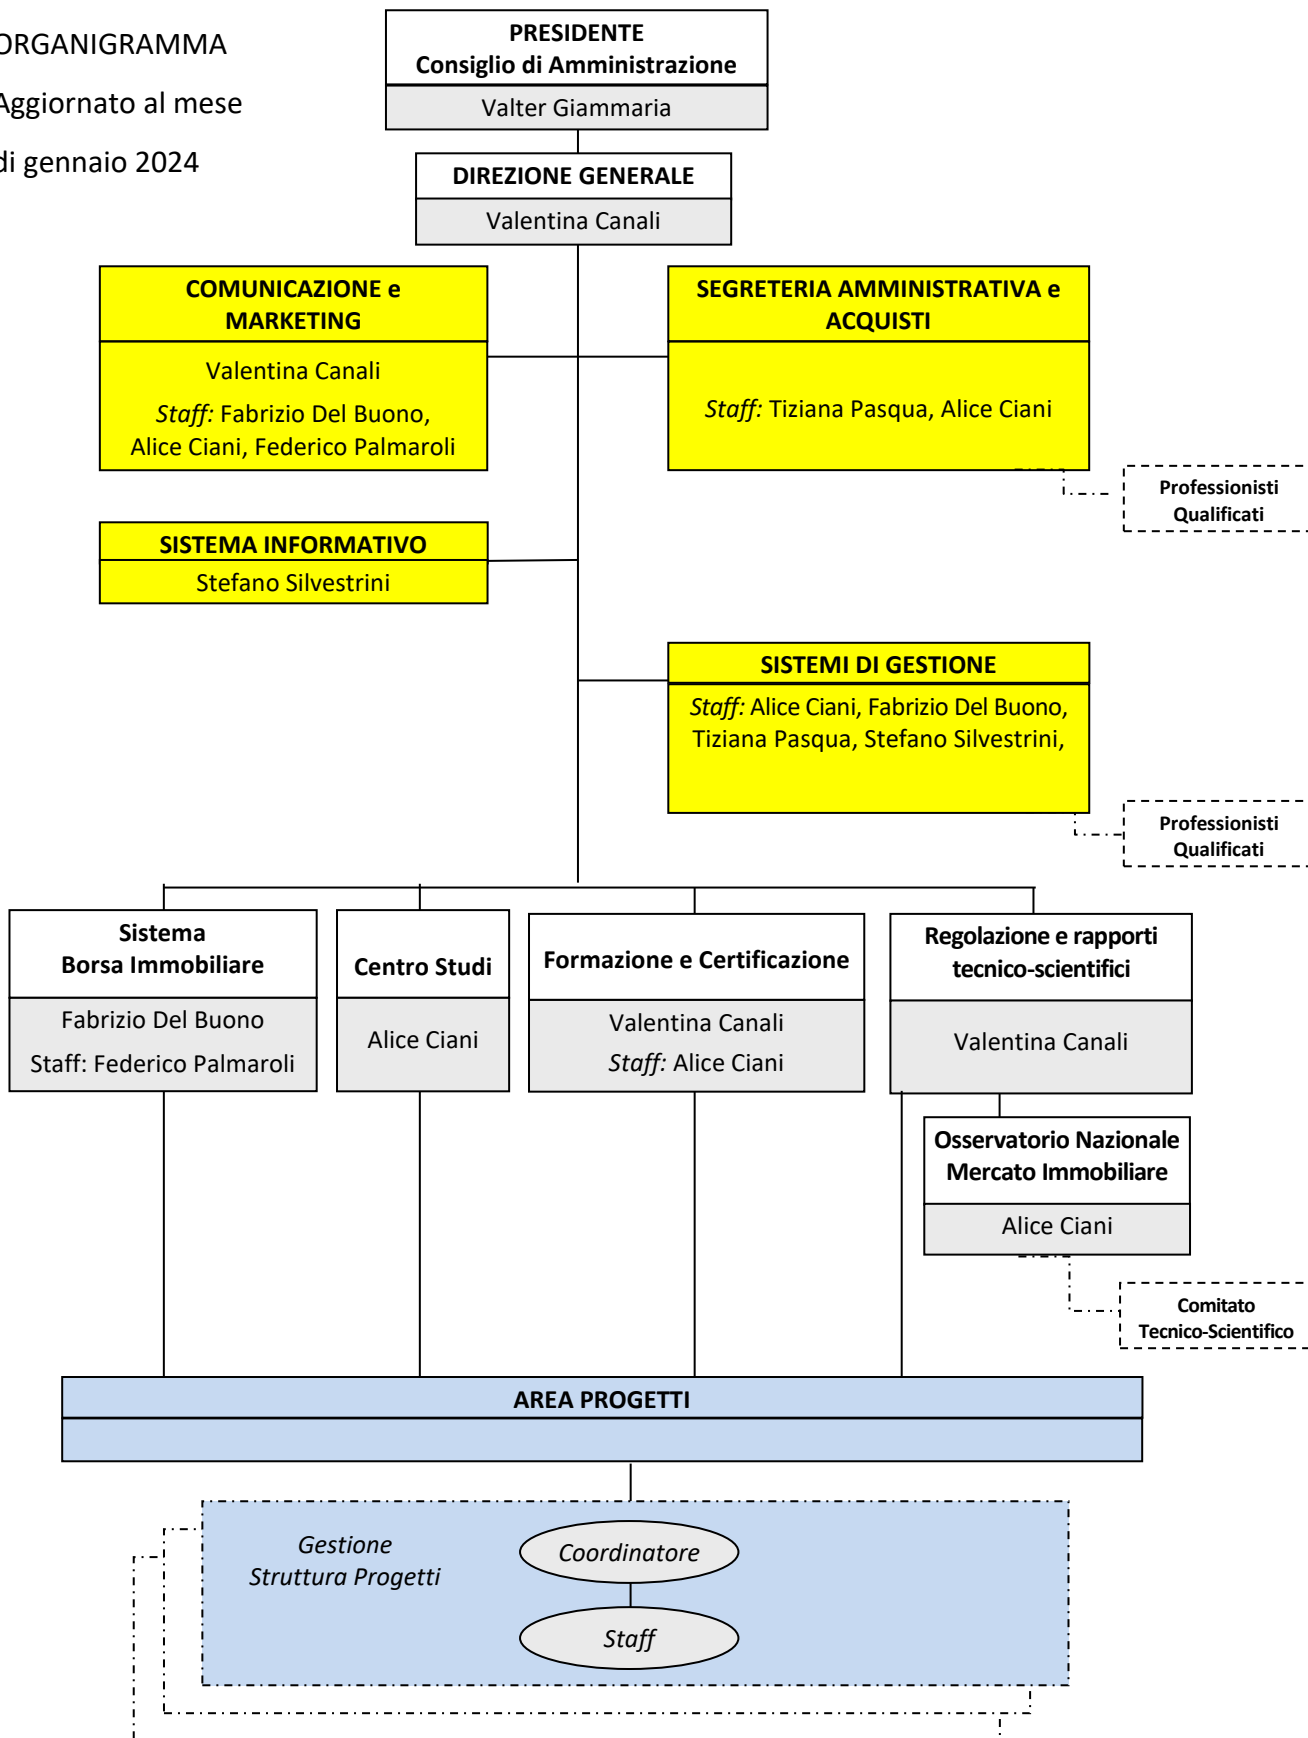 ORGANIGRAMMA
Aggiornato al mese
di gennaio 2024
PRESIDENTE
Consiglio di Amministrazione
Valter Giammaria
DIREZIONE GENERALE
Valentina Canali
COMUNICAZIONE e
MARKETING
Valentina Canali
Staff: Fabrizio Del Buono,
Alice Ciani, Federico Palmaroli
SEGRETERIA AMMINISTRATIVA e
ACQUISTI
Staff: Tiziana Pasqua, Alice Ciani
Professionisti
Qualificati
SISTEMA INFORMATIVO
Stefano Silvestrini
SISTEMI DI GESTIONE
Staff: Alice Ciani, Fabrizio Del Buono,
Tiziana Pasqua, Stefano Silvestrini,
Professionisti
Qualificati
Sistema
Borsa Immobiliare
Fabrizio Del Buono
Staff: Federico Palmaroli
Centro Studi
Alice Ciani
Formazione e Certificazione
Valentina Canali
Staff: Alice Ciani
Regolazione e rapporti
tecnico-scientifici
Valentina Canali
Osservatorio Nazionale
Mercato Immobiliare
Alice Ciani
Comitato
Tecnico-Scientifico
AREA PROGETTI
Gestione
Struttura Progetti
Coordinatore
Staff